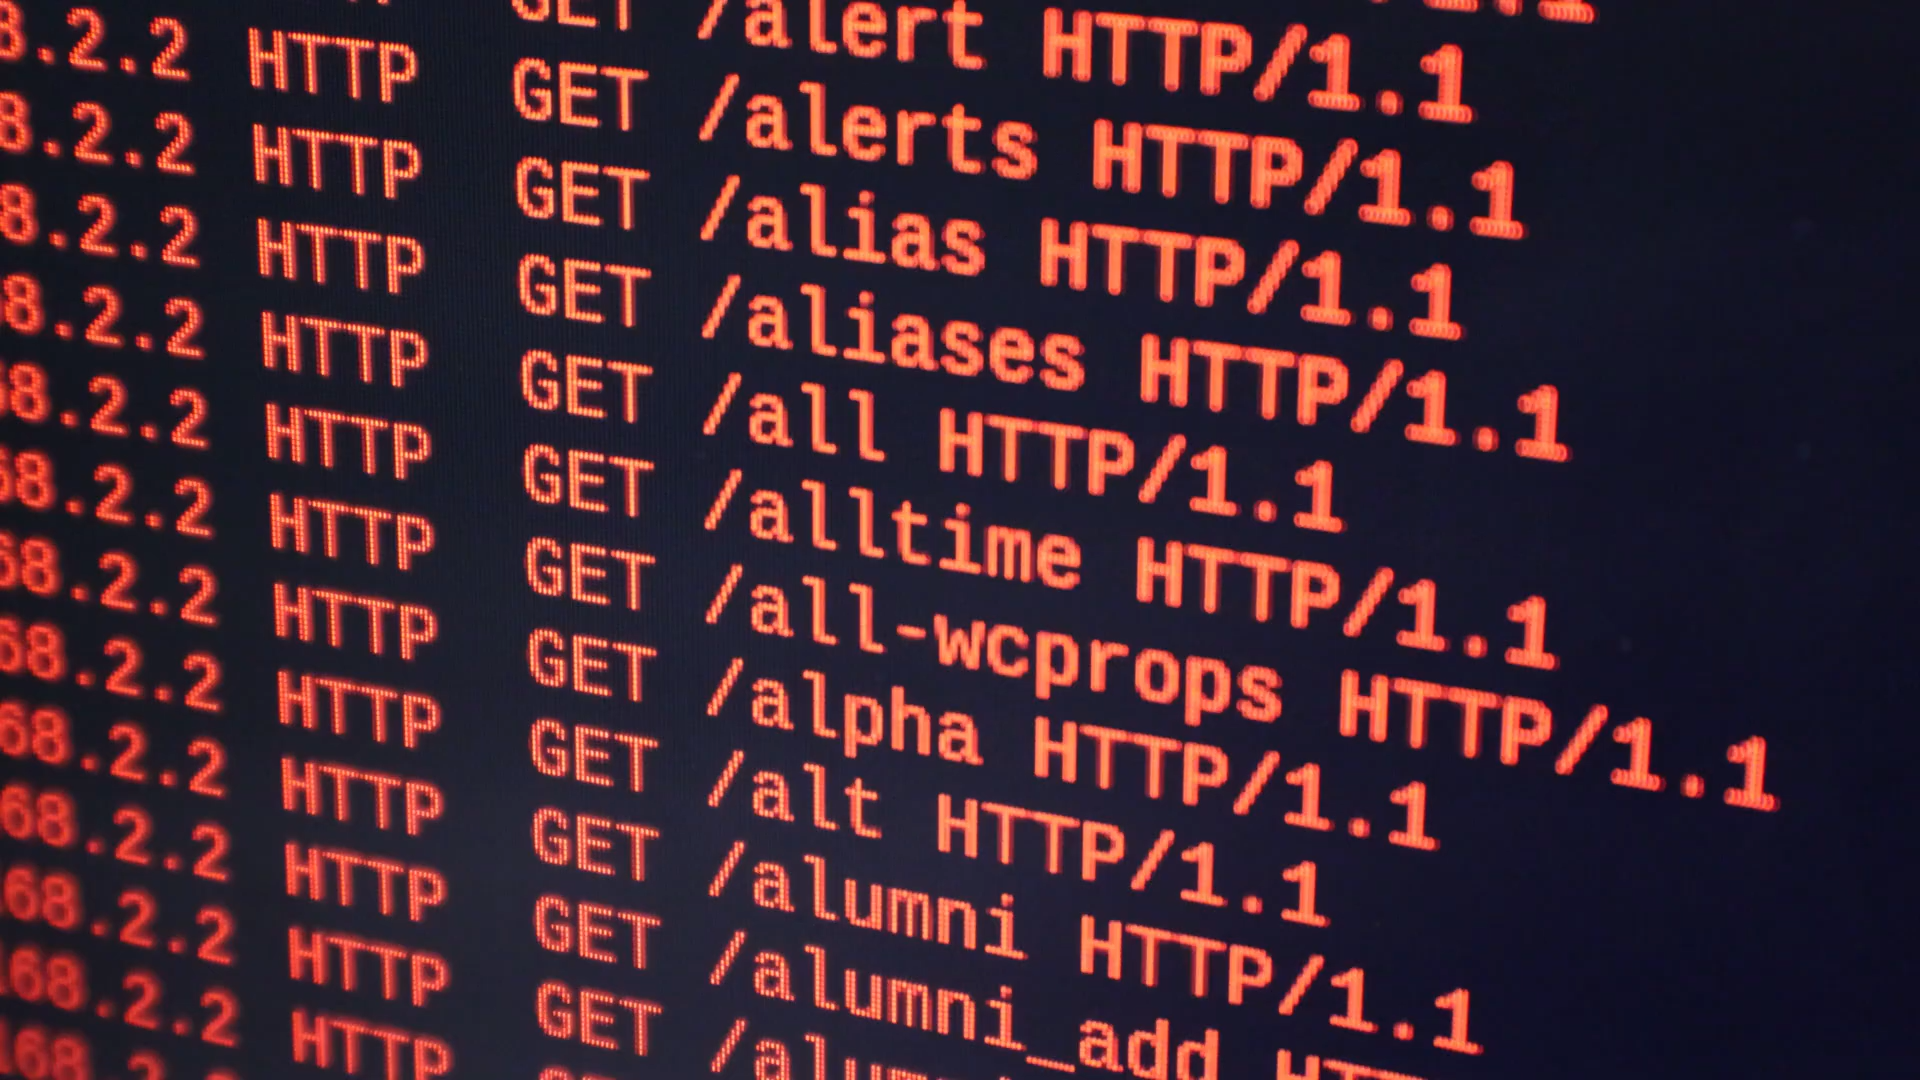 GET /alert HTTP/1.1
8.2.2 HTTP GET /alerts HTTP/1.1
8.2.2 HTTP GET /alias HTTP/1.1
8.2.2 HTTP GET /aliases HTTP/1.1
8.2.2 HTTP GET /all HTTP/1.1
68.2.2 HTTP GET /alltime HTTP/1.1
68.2.2 HTTP GET /all-wcprops HTTP/1.1
68.2.2 HTTP GET /alpha HTTP/1.1
68.2.2 HTTP GET /alt HTTP/1.1
68.2.2 HTTP GET /alumni HTTP/1.1
68.2.2 HTTP GET /alumni_add
168.2.2 HTTP GET
168.2.2 HTTP